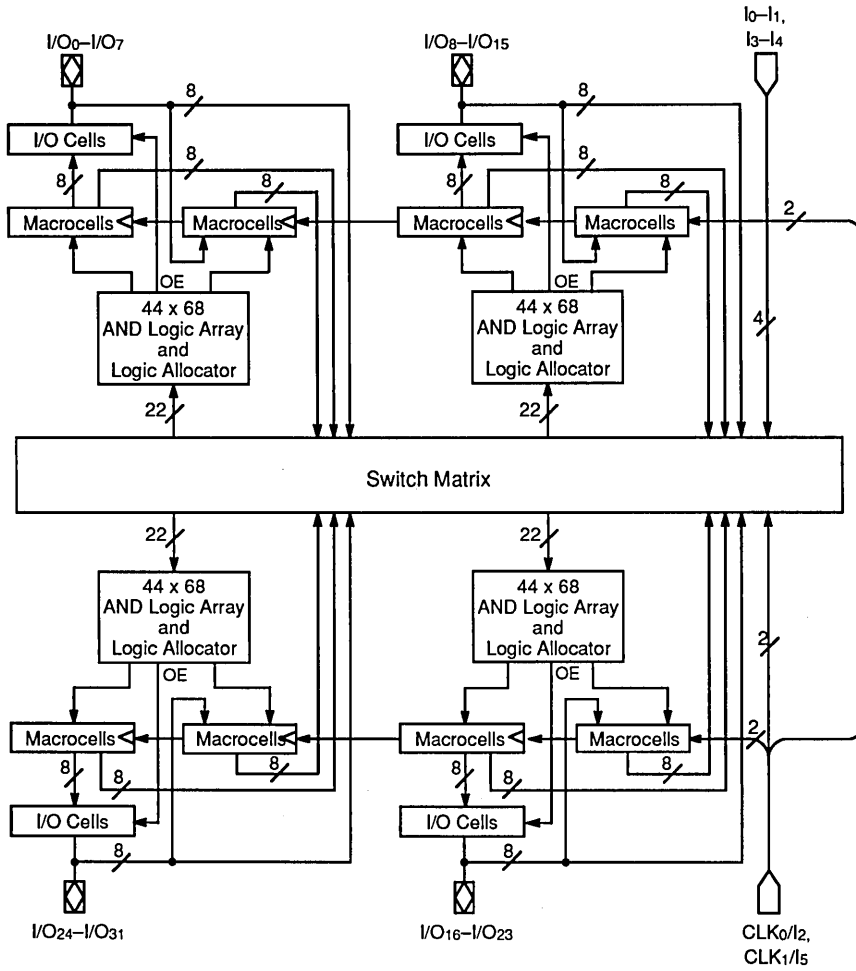 I/O0–I/O7
I/O8–I/O15
I0–I1,
I3–I4
8
8
I/O Cells
I/O Cells
8
8
8
8
8
8
Macrocells
Macrocells
Macrocells
Macrocells
2
OE
OE
44 x 68
AND Logic Array
and
Logic Allocator
44 x 68
AND Logic Array
and
Logic Allocator
4
22
22
Switch Matrix
22
22
44 x 68
AND Logic Array
and
Logic Allocator
44 x 68
AND Logic Array
and
Logic Allocator
2
OE
OE
Macrocells
Macrocells
Macrocells
Macrocells
2
8
8
8
8
8
8
I/O Cells
I/O Cells
8
8
I/O24–I/O31
I/O16–I/O23
CLK0/I2,
CLK1/I5